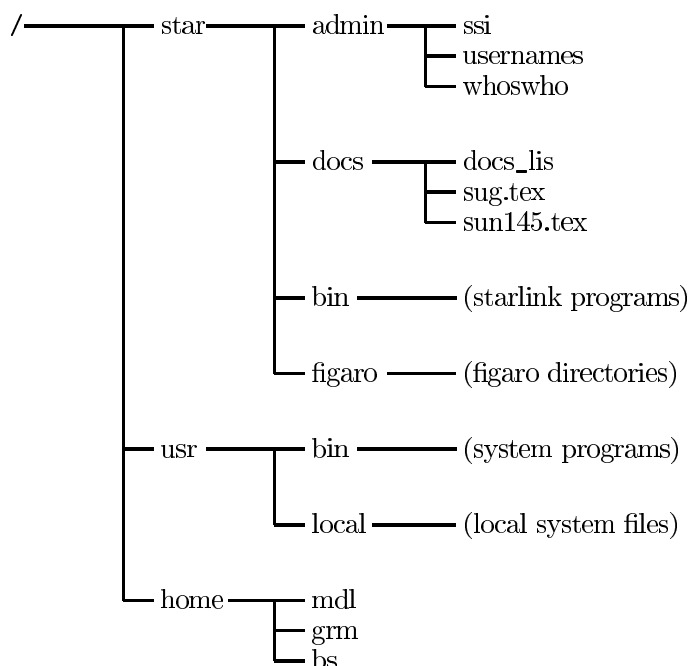 / star admin ssi
usernames
whoswho
docs docs_lis
sug.tex
sun145.tex
bin (starlink programs)
figaro (figaro directories)
usr bin (system programs)
local (local system files)
home mdl
grm
bs